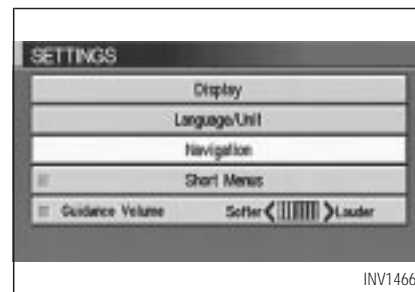 SETTINGS
Display
Language/Unit
Navigation
Short Menus
Guidance Volume Softer Louder
INV1466